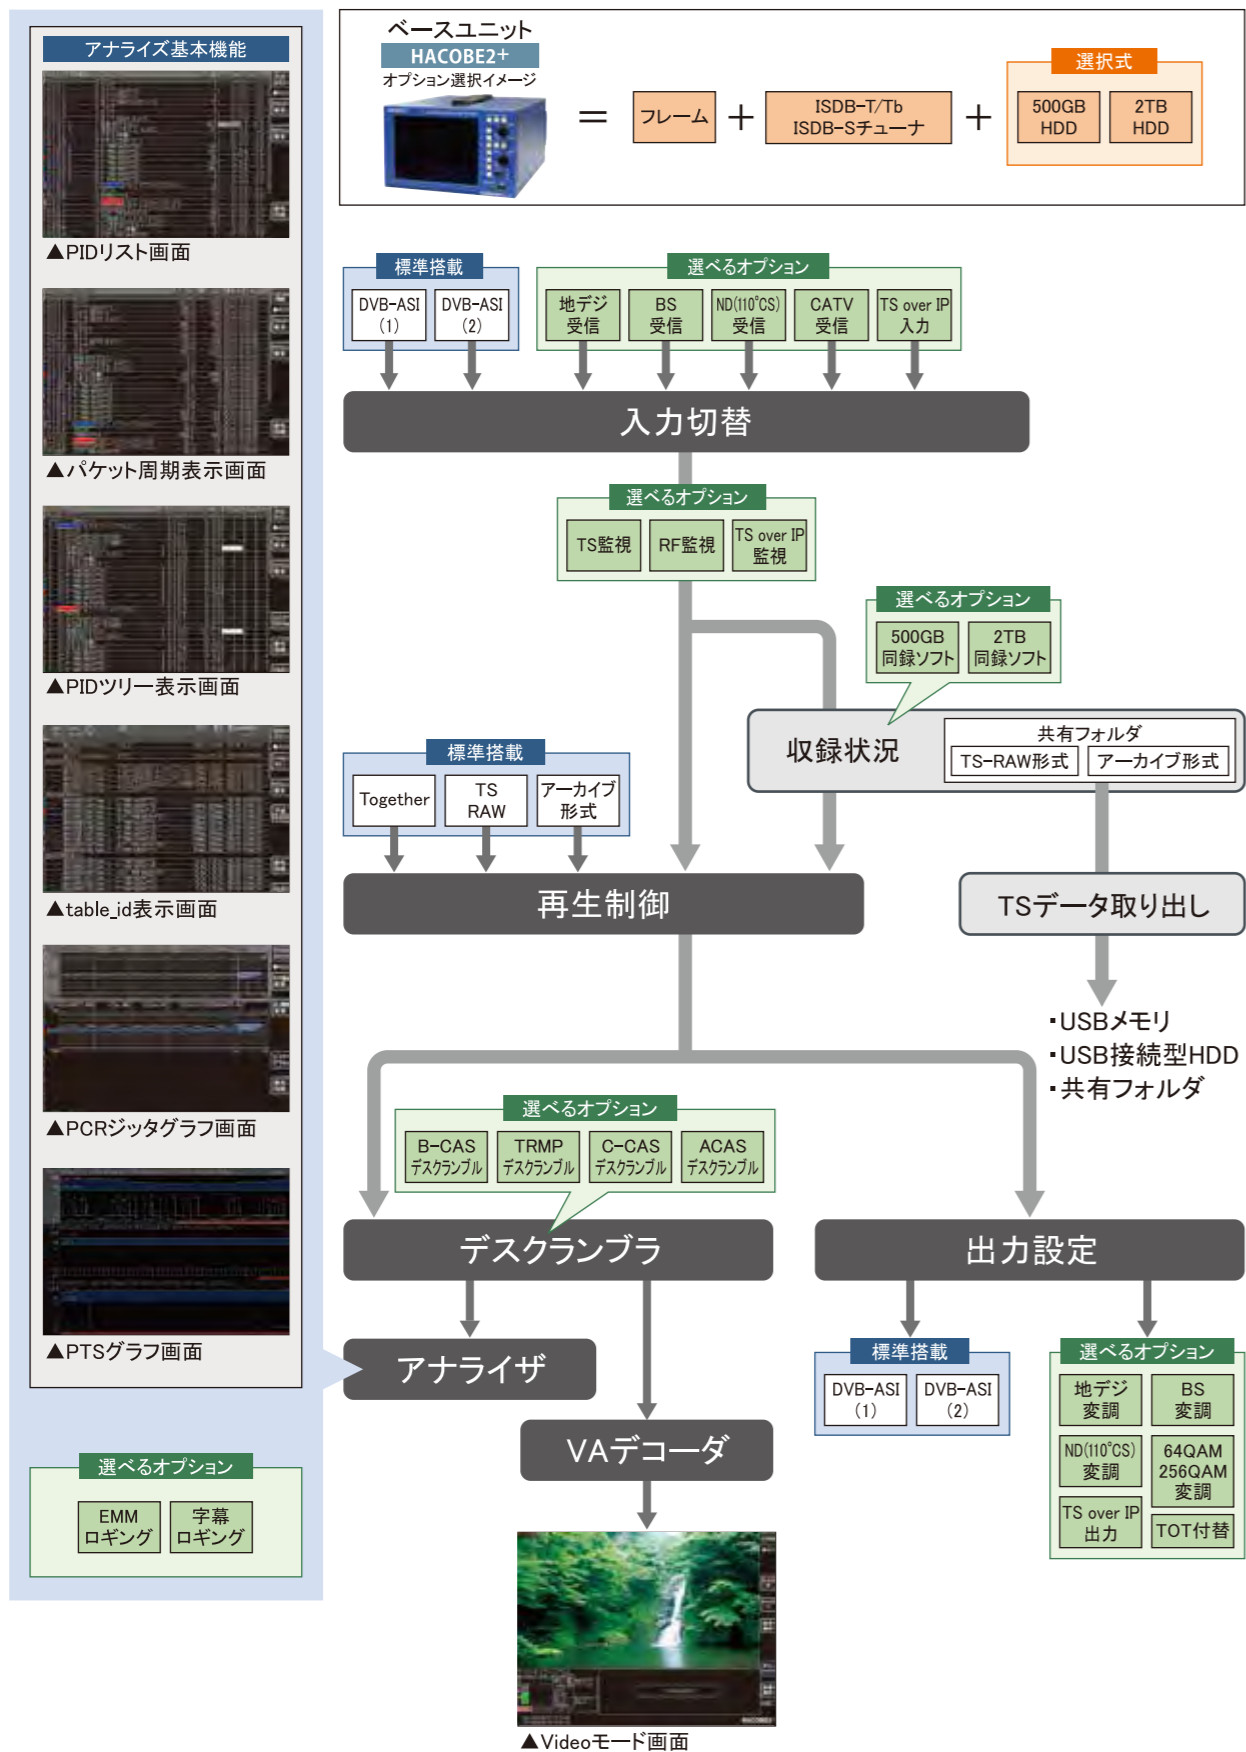 アナライズ基本機能
▲PIDリスト画面
▲パケット周期表示画面
▲PIDツリー表示画面
▲table_id表示画面
▲PCRジッタグラフ画面
▲PTSグラフ画面
選べるオプション
EMM
ロギング
字幕
ロギング
ベースユニット
HACOBE2+
オプション選択イメージ
=
フレーム
+
ISDB-T/Tb
ISDB-Sチューナ
+
選択式
500GB
HDD
2TB
HDD
標準搭載
DVB-ASI
(1)
DVB-ASI
(2)
選べるオプション
地デジ
受信
BS
受信
ND(110°CS)
受信
CATV
受信
TS over IP
入力
入力切替
選べるオプション
TS監視
RF監視
TS over IP
監視
選べるオプション
500GB
同録ソフト
2TB
同録ソフト
収録状況
共有フォルダ
TS-RAW形式
アーカイブ形式
標準搭載
Together
TS
RAW
アーカイブ
形式
再生制御
TSデータ取り出し
・USBメモリ
・USB接続型HDD
・共有フォルダ
選べるオプション
B-CAS
デスクランブル
TRMP
デスクランブル
C-CAS
デスクランブル
ACAS
デスクランブル
デスクランブラ
出力設定
アナライザ
VAデコーダ
▲Videoモード画面
標準搭載
DVB-ASI
(1)
DVB-ASI
(2)
選べるオプション
地デジ
変調
BS
変調
ND(110°CS)
変調
64QAM
256QAM
変調
TS over IP
出力
TOT付替